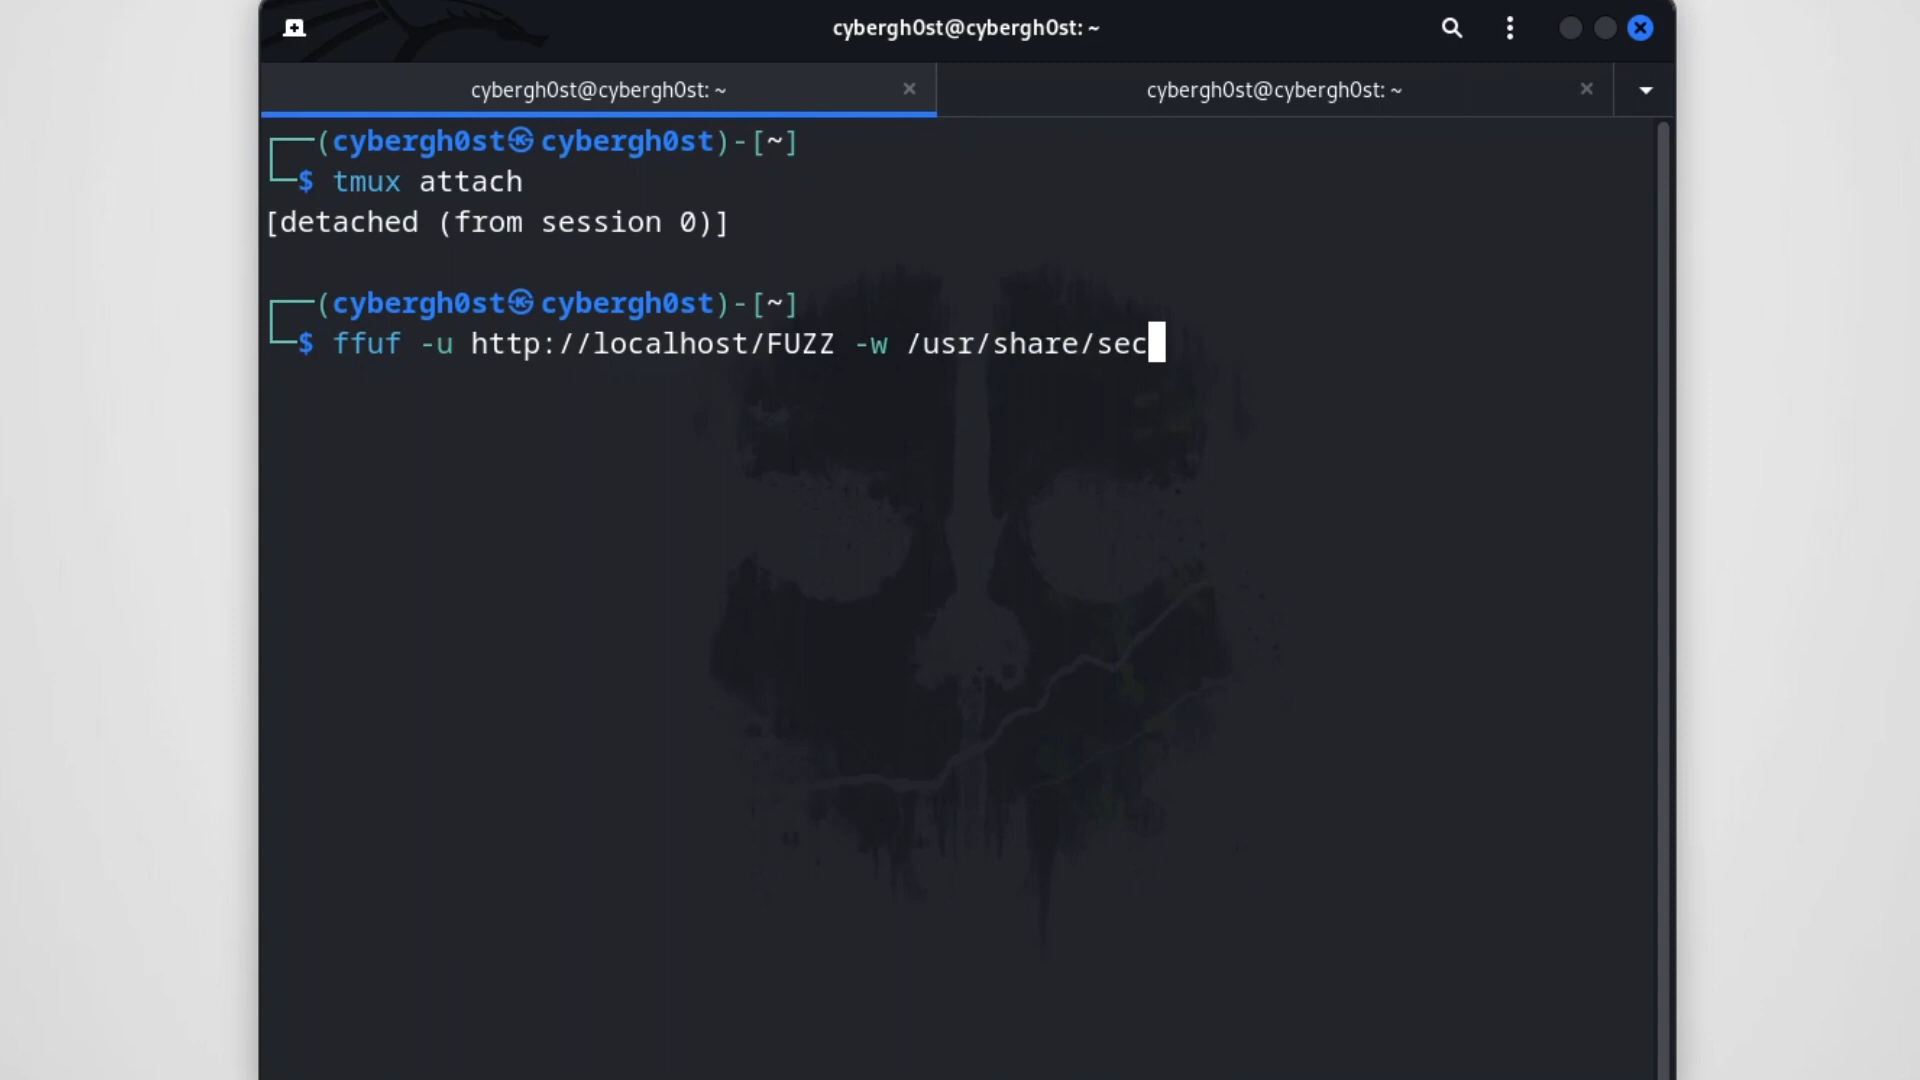 cybergh0st@cybergh0st: ~
cybergh0st@cybergh0st: ~
cybergh0st@cybergh0st: ~
┌──(cybergh0st㉿cybergh0st)-[~]
└─$ tmux attach
[detached (from session 0)]
┌──(cybergh0st㉿cybergh0st)-[~]
└─$ ffuf -u http://localhost/FUZZ -w /usr/share/sec